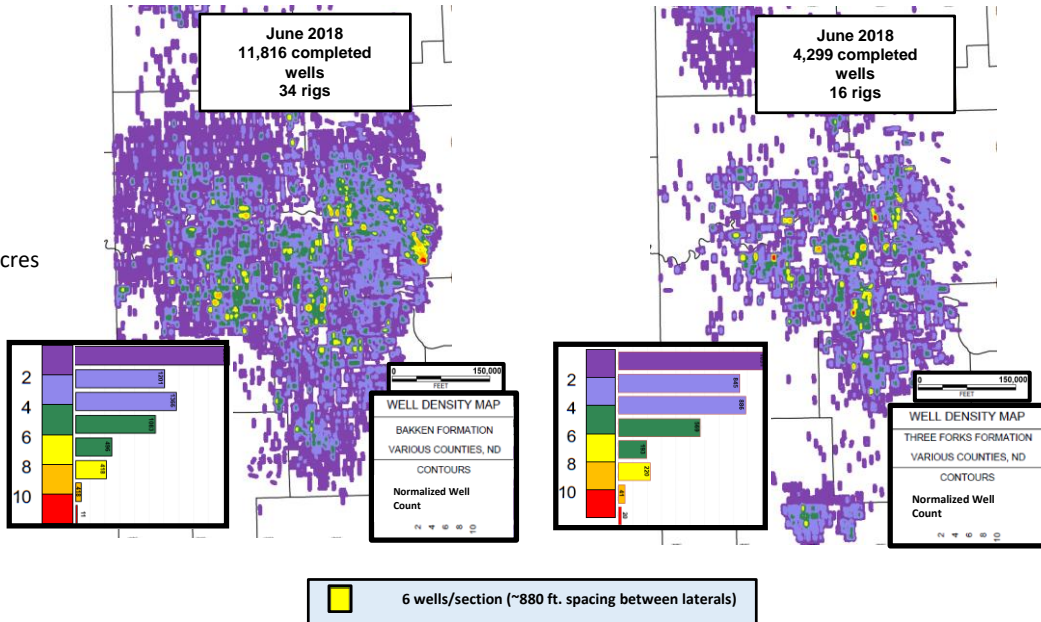 June 2018
11,816 completed
wells
34 rigs
June 2018
4,299 completed
wells
16 rigs
cres
2
4
6
8
10
0 150,000
FEET
WELL DENSITY MAP
BAKKEN FORMATION
VARIOUS COUNTIES, ND
CONTOURS
Normalized Well
Count
2 4 6 8 10
2
4
6
8
10
845
220
41
20
0 150,000
FEET
WELL DENSITY MAP
THREE FORKS FORMATION
VARIOUS COUNTIES, ND
CONTOURS
Normalized Well
Count
2 4 6 8 10
6 wells/section (~880 ft. spacing between laterals)